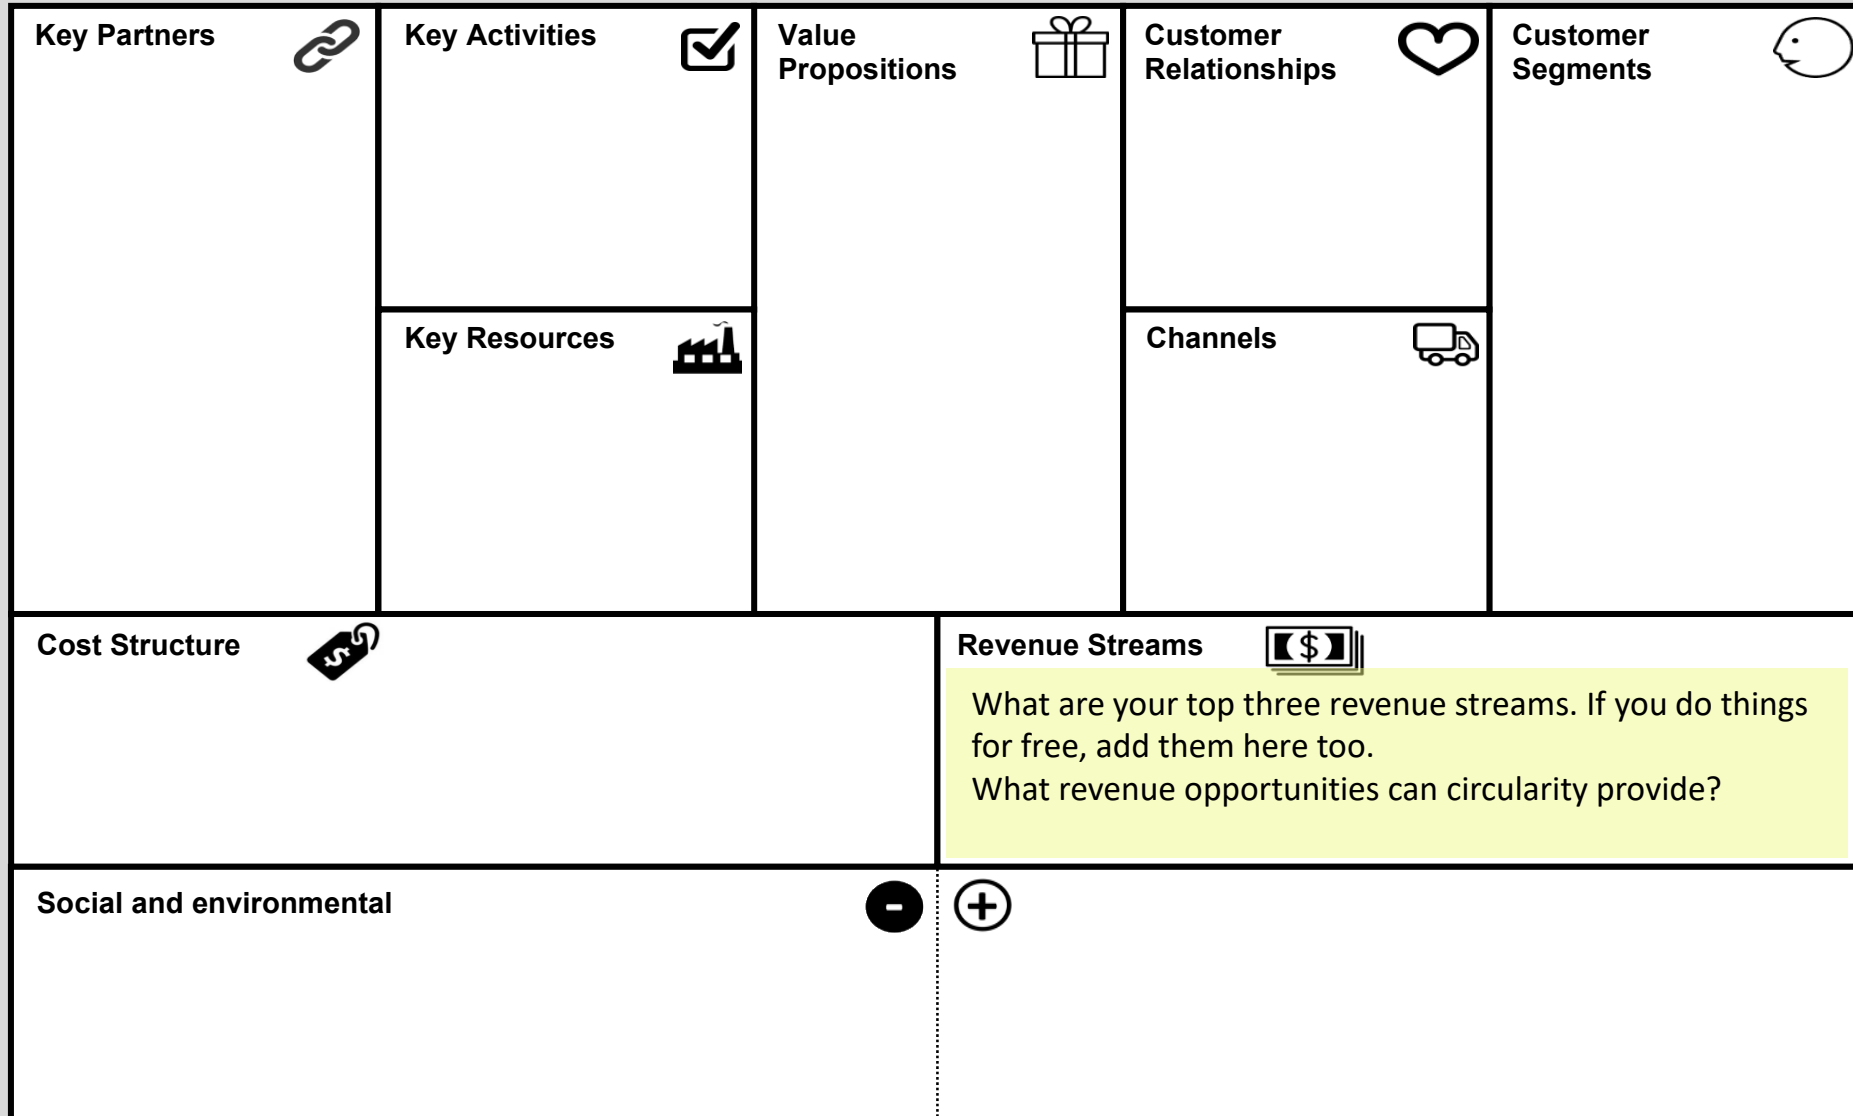 Key Partners
Key Activities
Value
Propositions
Customer
Relationships
Customer
Segments
Key Resources
Channels
Cost Structure
$
Revenue Streams
$
What are your top three revenue streams. If you do things
for free, add them here too.
What revenue opportunities can circularity provide?
Social and environmental
-
+